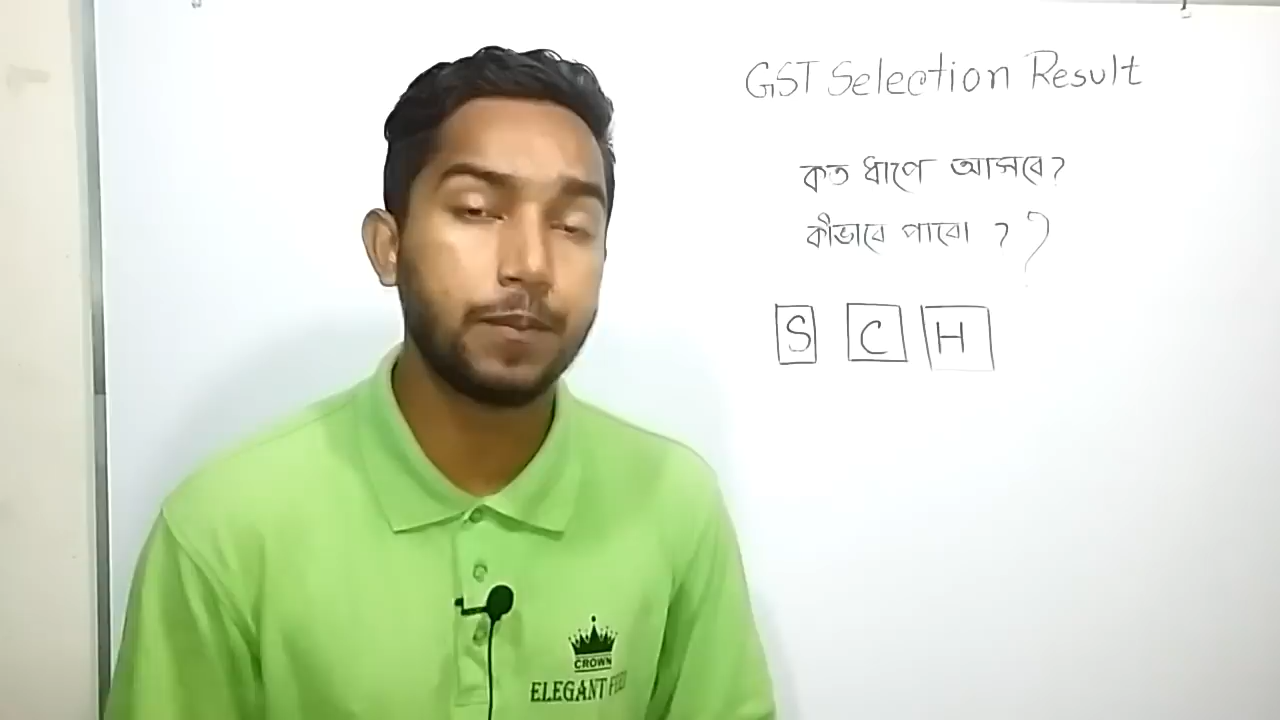 GST Selection Result
কত ধাপে আসবে?
কীভাবে পাবো ? ?
S C H
CROWN
ELEGANT